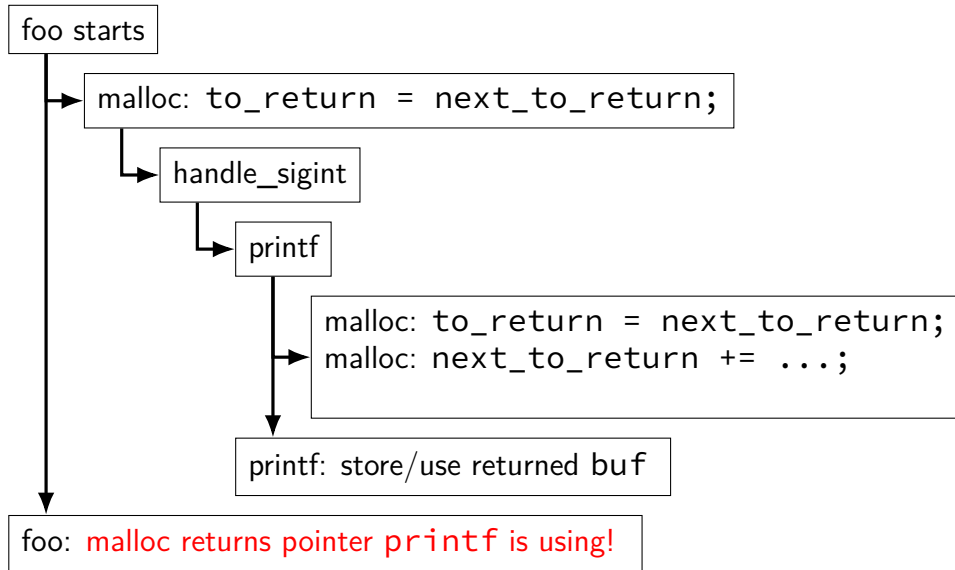 foo starts
malloc: to_return = next_to_return;
handle_sigint
printf
malloc: to_return = next_to_return;
malloc: next_to_return += ...;
printf: store/use returned buf
foo: malloc returns pointer printf is using!